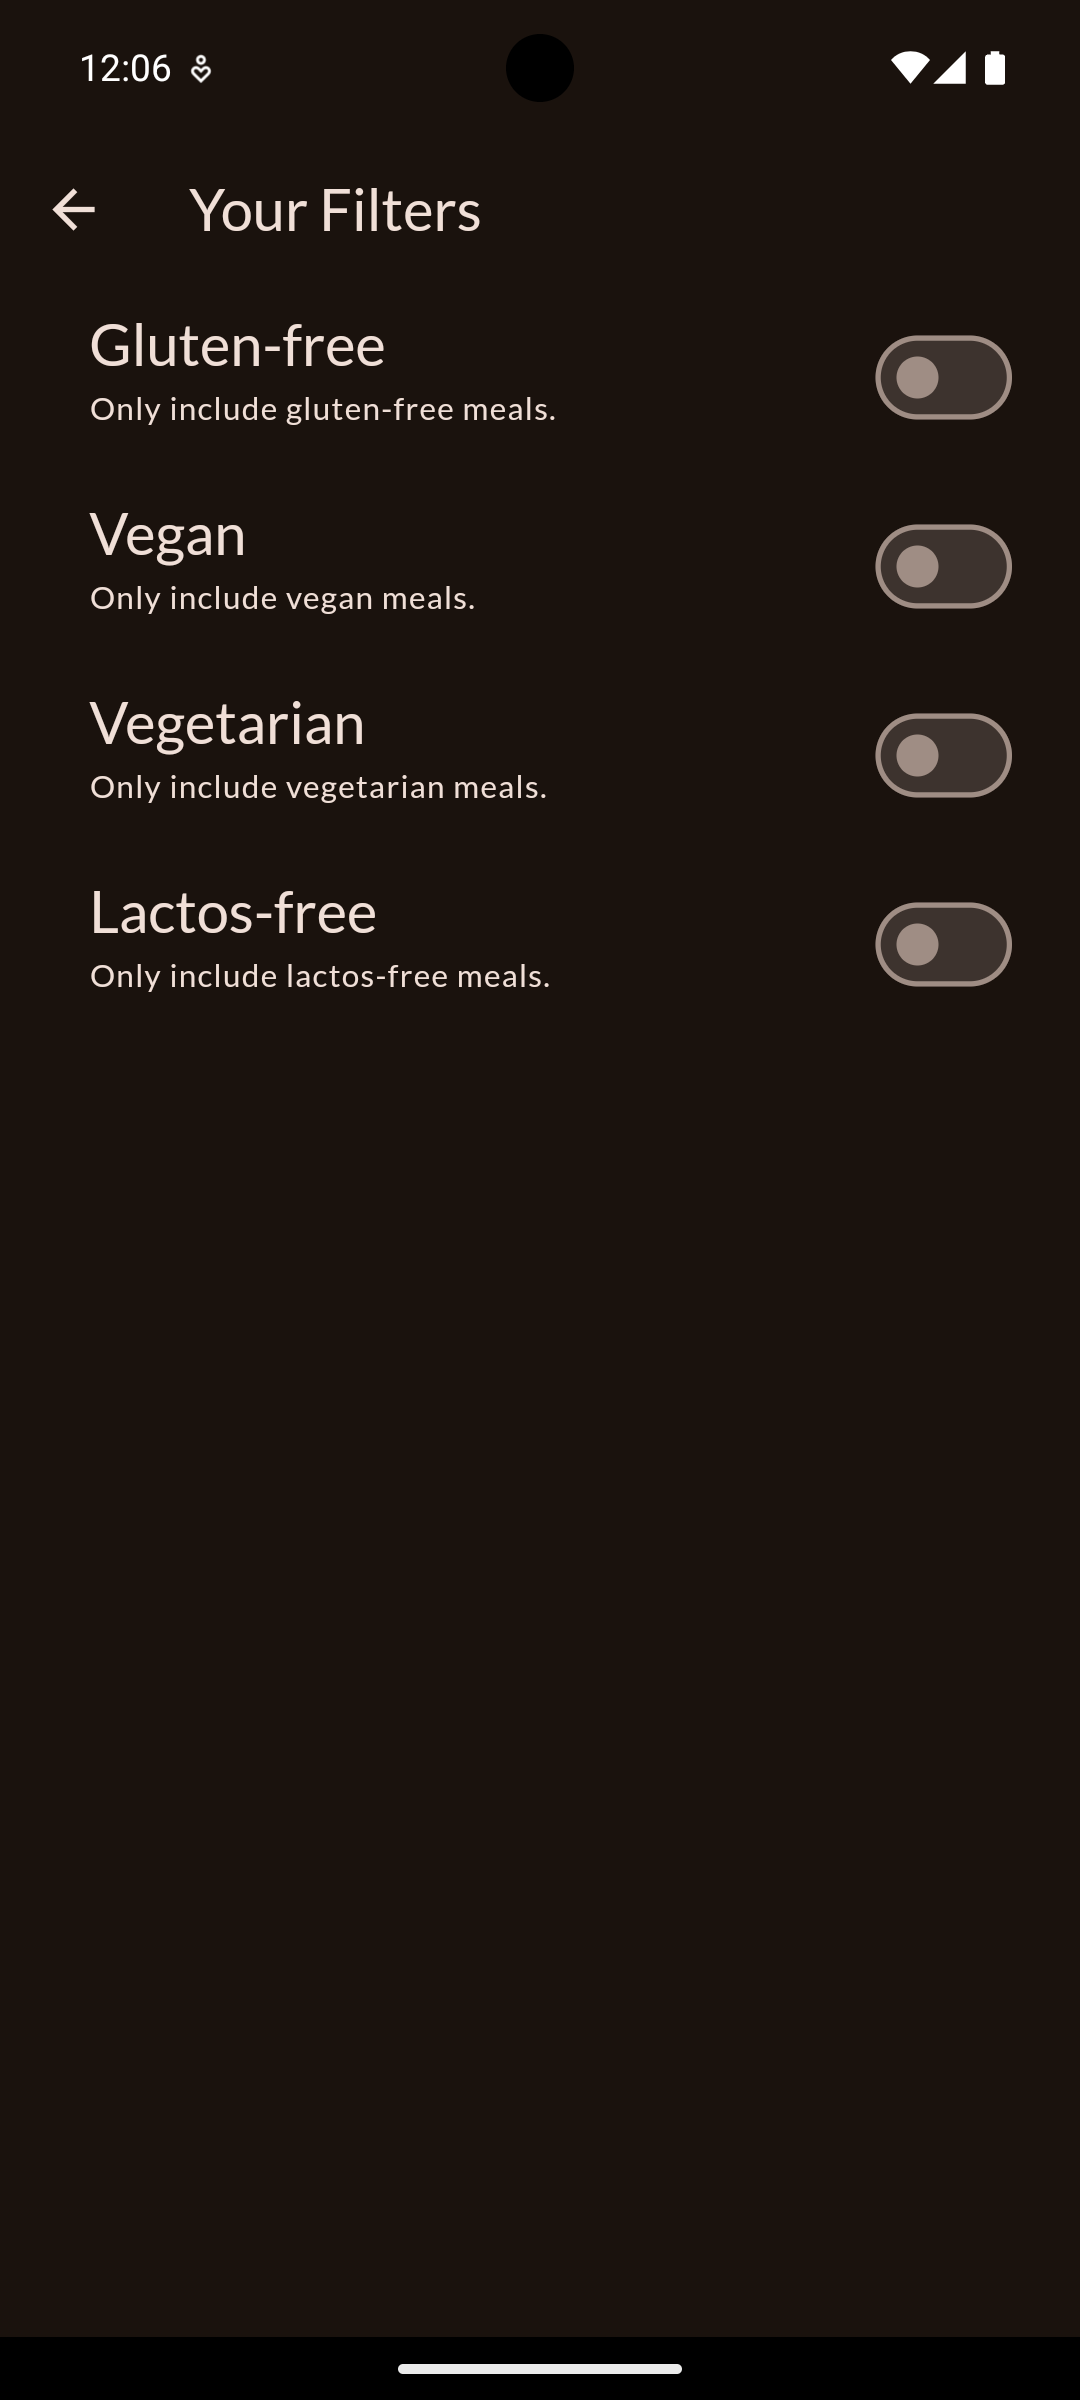 12:06
Your Filters
Gluten-free
Only include gluten-free meals.
Vegan
Only include vegan meals.
Vegetarian
Only include vegetarian meals.
Lactos-free
Only include lactos-free meals.